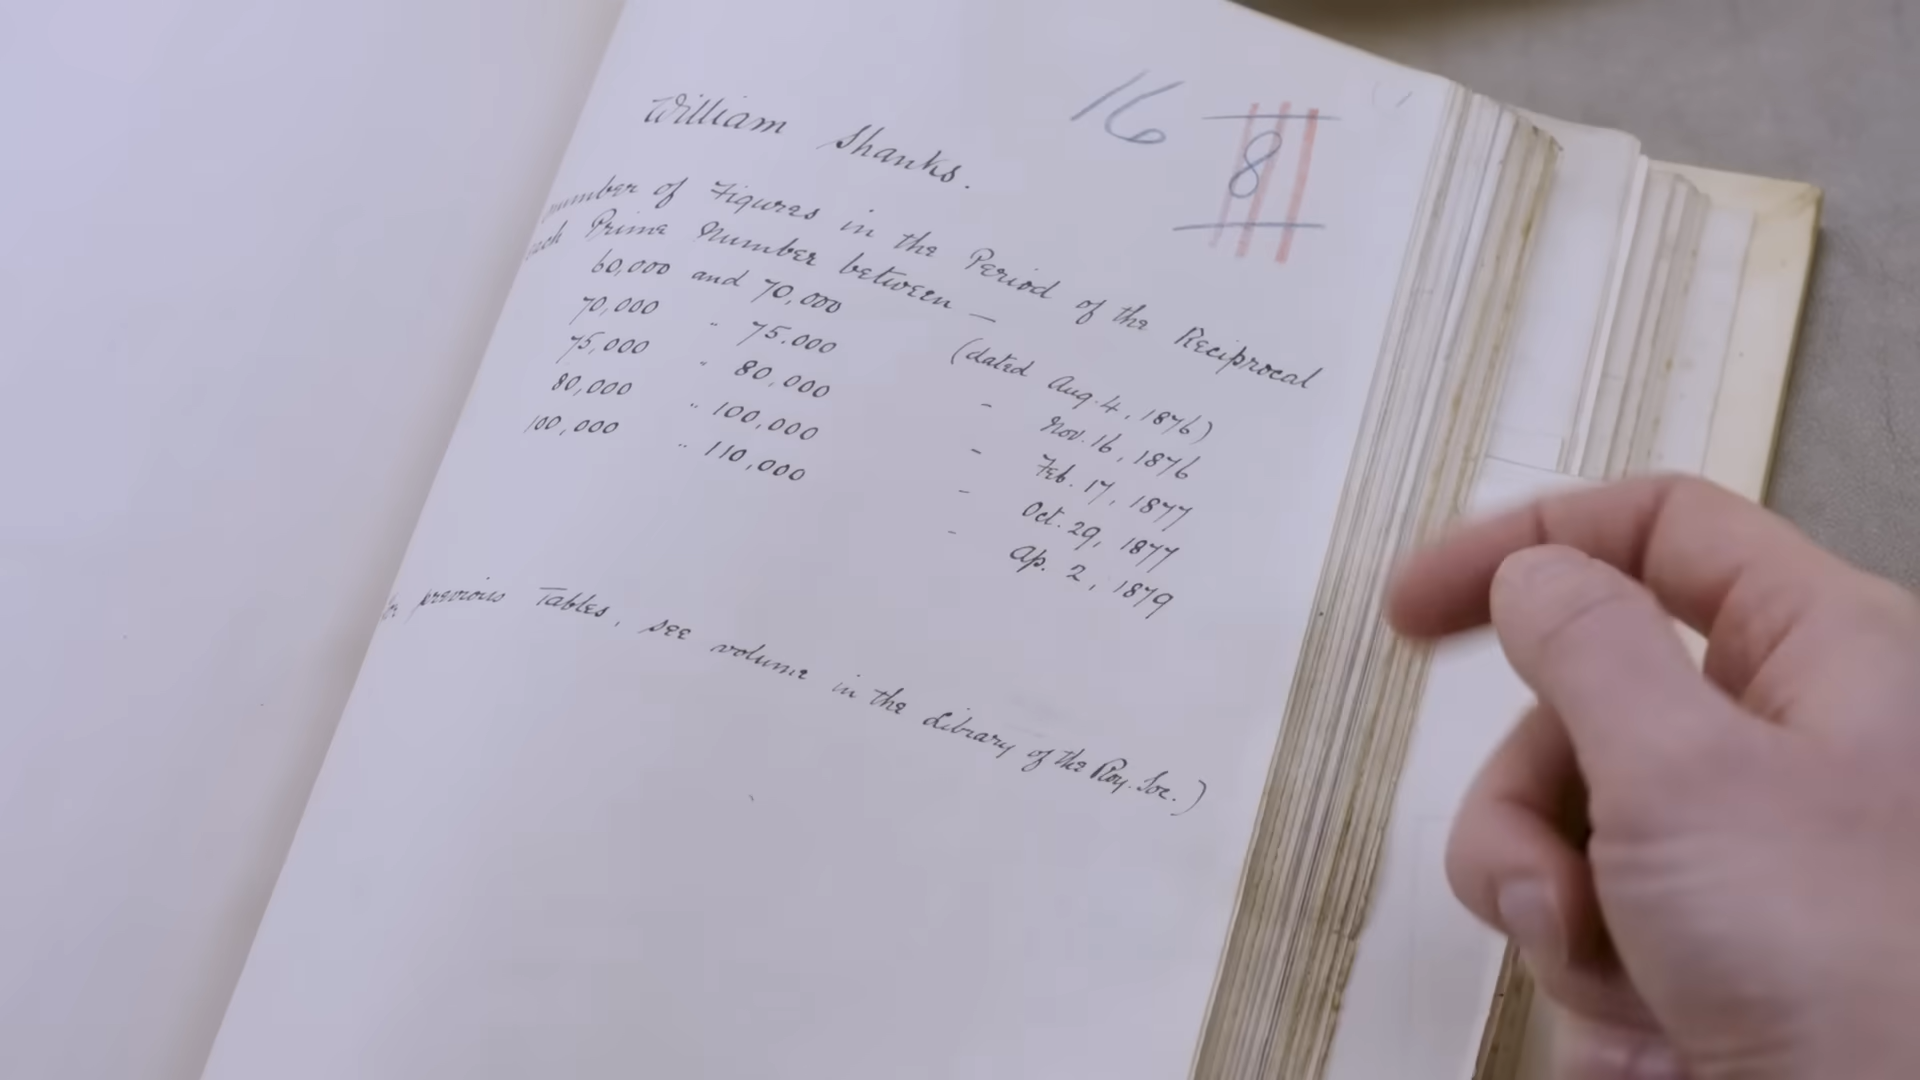 16
8
William Shanks.
number of Figures in the Period of the Reciprocal
each Prime Number between —
60,000 and 70,000 (dated Aug. 4, 1876)
70,000 " 75.000 - Nov. 16, 1876
75,000 " 80,000 - Feb. 17, 1877
80,000 " 100,000 - Oct. 29, 1877
100,000 " 110,000 - Ap. 2, 1879
previous Tables, see volume in the Library of the Roy. Soc.)